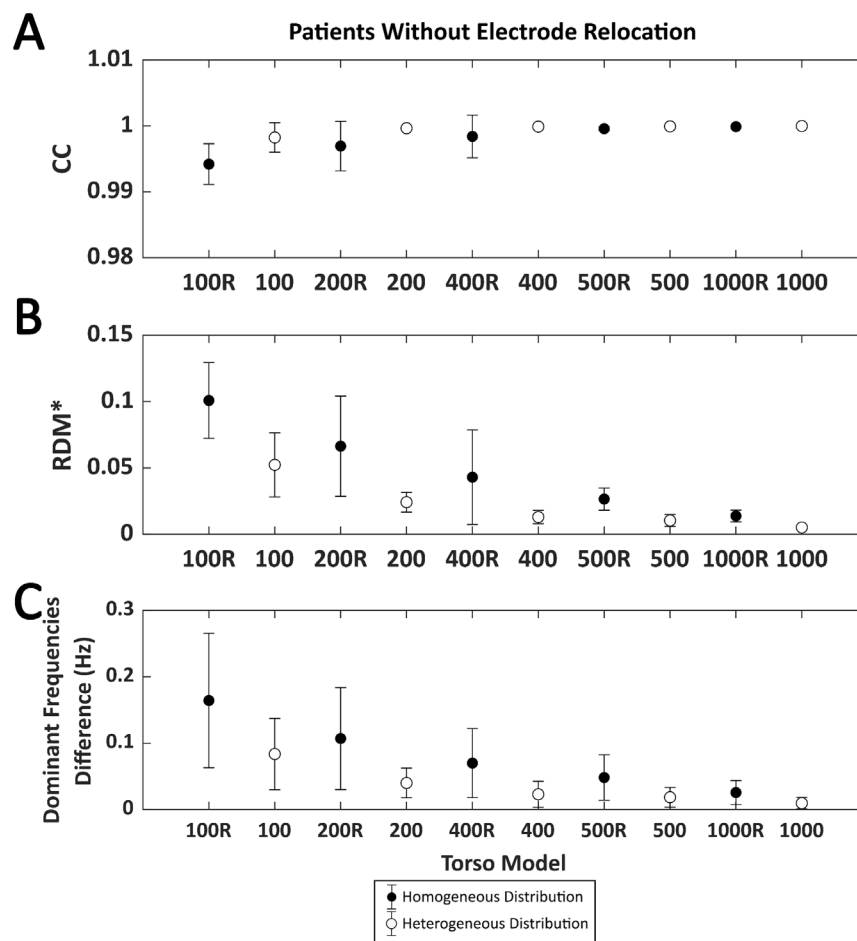 A
Patients Without Electrode Relocation
CC
1.01
1
0.99
0.98
100R 100 200R 200 400R 400 500R 500 1000R 1000
B
RDM*
0.15
0.1
0.05
0
100R 100 200R 200 400R 400 500R 500 1000R 1000
C
Dominant Frequencies
Difference (Hz)
0.3
0.2
0.1
0
100R 100 200R 200 400R 400 500R 500 1000R 1000
Torso Model
Homogeneous Distribution
Heterogeneous Distribution